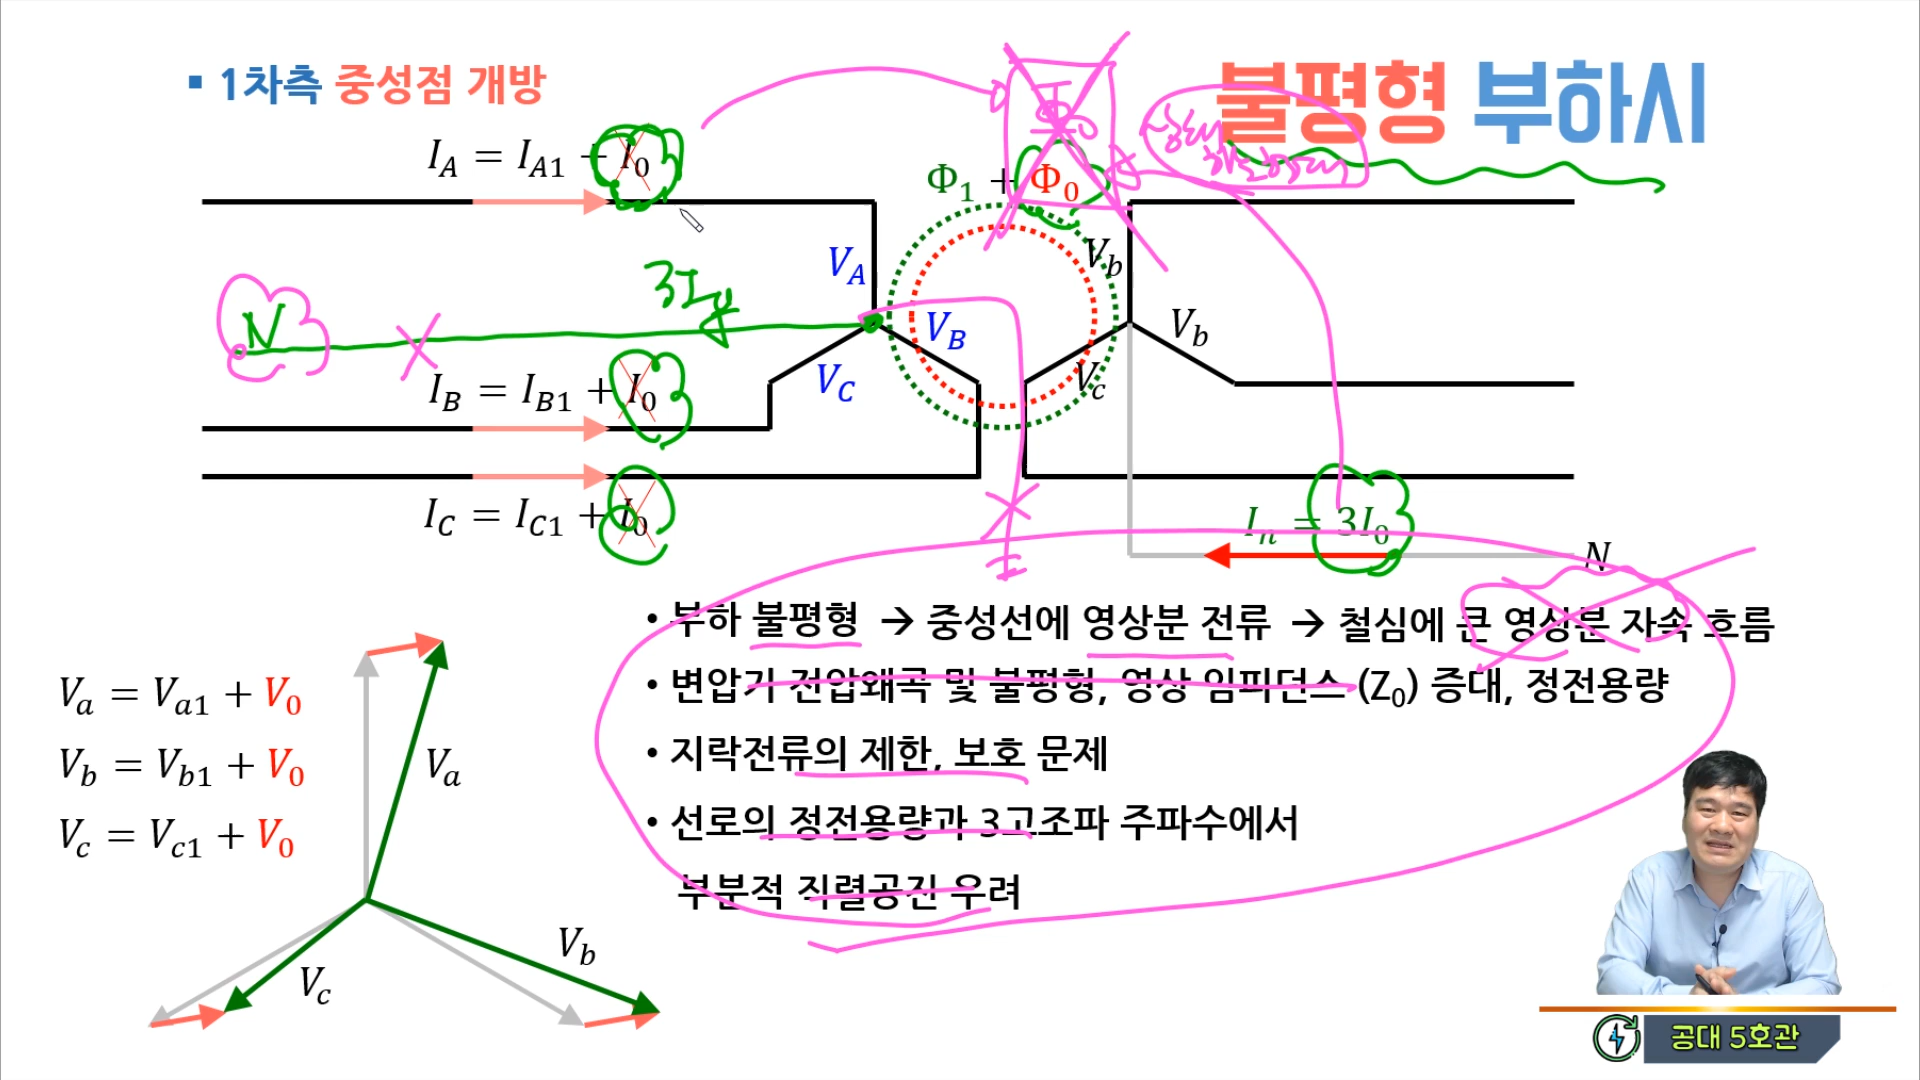 ▪ 1차측 중성점 개방
불평형 부하시
I_A = I_A1 + I_0
Φ_1 + Φ_0
Φ_0
상쇄
V_A
V_b
3I_0
N
V_B
V_b
V_C
V_c
I_B = I_B1 + I_0
I_C = I_C1 + I_0
I_n = 3I_0
N
• 부하 불평형 → 중성선에 영상분 전류 → 철심에 큰 영상분 자속 흐름
• 변압기 전압왜곡 및 불평형, 영상 임피던스 (Z_0) 증대, 정전용량
• 지락전류의 제한, 보호 문제
• 선로의 정전용량과 3고조파 주파수에서
부분적 직렬공진 우려
V_a = V_a1 + V_0
V_b = V_b1 + V_0
V_c = V_c1 + V_0
V_a
V_b
V_c
공대 5호관